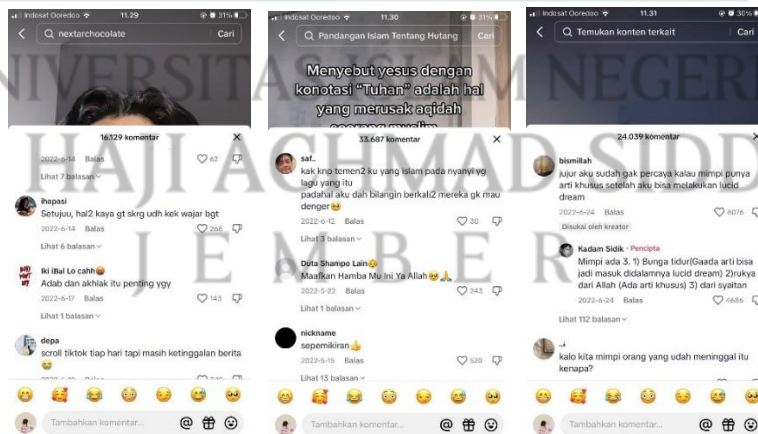 Indosat Ooredoo 11.29 31%
nextarchocolate Cari
16.129 komentar
2022-6-14 Balas 62
Lihat 7 balasan
ihapasi
Setujuu, hal2 kaya gt skrg udh kek wajar bgt
2022-6-14 Balas 268
Lihat 6 balasan
Iki iBal Lo cahh
Adab dan akhlak itu penting ygy
2022-6-17 Balas 143
Lihat 1 balasan
depa
scroll tiktok tiap hari tapi masih ketinggalan berita
Tambahkan komentar...
Indosat Ooredoo 11.30 31%
Pandangan Islam Tentang Hutang Cari
Menyebut yesus dengan
konotasi "Tuhan" adalah hal
yang merusak aqidah
seorang muslim
33.687 komentar
saf..
kak knp temen2 ku yang islam pada nyanyi yg
lagu yang itu
padahal aku dah bilangin berkali2 mereka gk mau
denger
2022-6-12 Balas 30
Lihat 3 balasan
Duta Shampo Lain
Maafkan Hamba Mu Ini Ya Allah
2022-5-22 Balas 243
Lihat 1 balasan
nickname
sepemikiran
2022-5-15 Balas 520
Lihat 13 balasan
Tambahkan komentar...
Indosat Ooredoo 11.31 30%
Temukan konten terkait Cari
24.039 komentar
bismillah
jujur aku sudah gak percaya kalau mimpi punya
arti khusus setelah aku bisa melakukan lucid
dream
2022-6-24 Balas 8076
Disukai oleh kreator
Kadam Sidik · Pencipta
Mimpi ada 3. 1) Bunga tidur(Gaada arti bisa
jadi masuk didalamnya lucid dream) 2)rukya
dari Allah (Ada arti khusus) 3) dari syaitan
2022-6-24 Balas 4686
Lihat 112 balasan
kalo kita mimpi orang yang udah meninggal itu
kenapa?
Tambahkan komentar...
UNIVERSITAS ISLAM NEGERI
HAJI ACHMAD SIDD
JEMBER